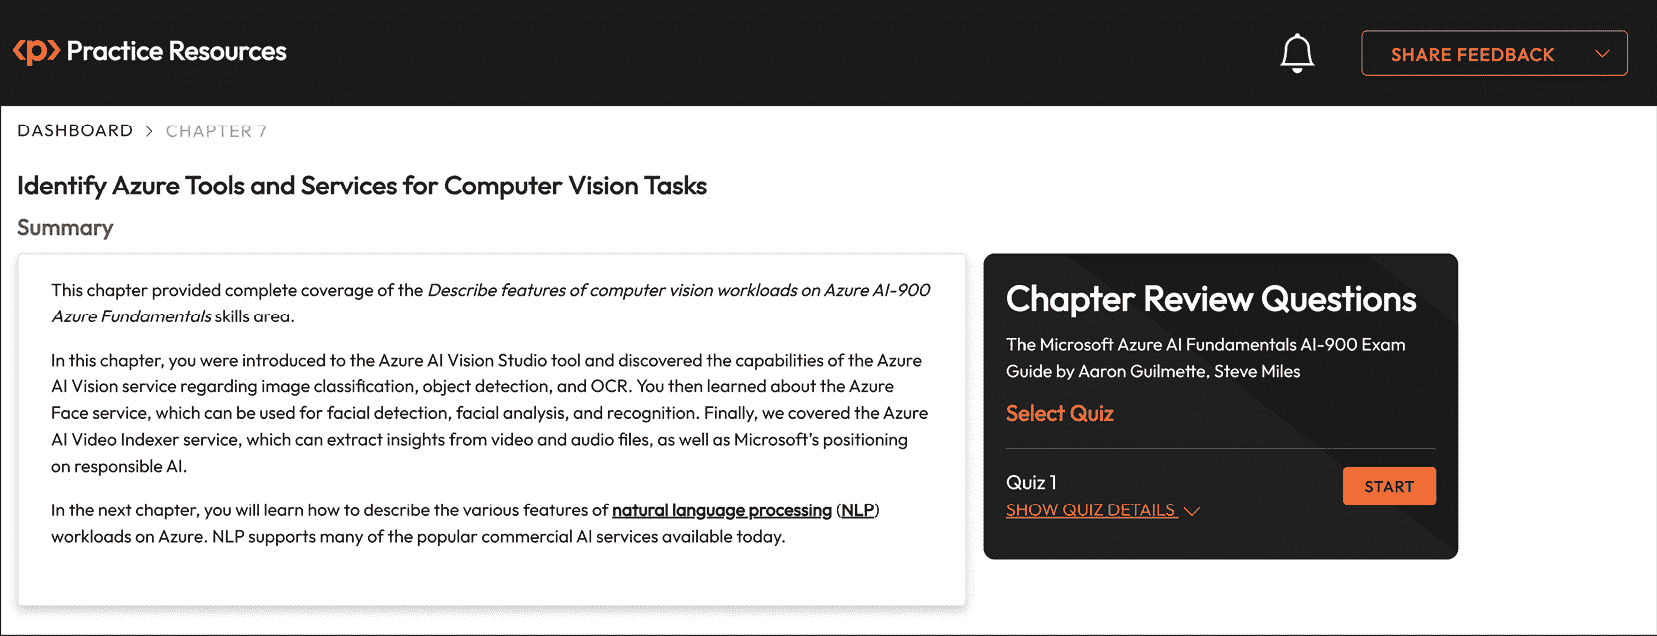 <p> Practice Resources
SHARE FEEDBACK
DASHBOARD > CHAPTER 7
Identify Azure Tools and Services for Computer Vision Tasks
Summary
This chapter provided complete coverage of the Describe features of computer vision workloads on Azure AI-900
Azure Fundamentals skills area.
In this chapter, you were introduced to the Azure AI Vision Studio tool and discovered the capabilities of the Azure
AI Vision service regarding image classification, object detection, and OCR. You then learned about the Azure
Face service, which can be used for facial detection, facial analysis, and recognition. Finally, we covered the Azure
AI Video Indexer service, which can extract insights from video and audio files, as well as Microsoft's positioning
on responsible AI.
In the next chapter, you will learn how to describe the various features of natural language processing (NLP)
workloads on Azure. NLP supports many of the popular commercial AI services available today.
Chapter Review Questions
The Microsoft Azure AI Fundamentals AI-900 Exam
Guide by Aaron Guilmette, Steve Miles
Select Quiz
Quiz 1
START
SHOW QUIZ DETAILS